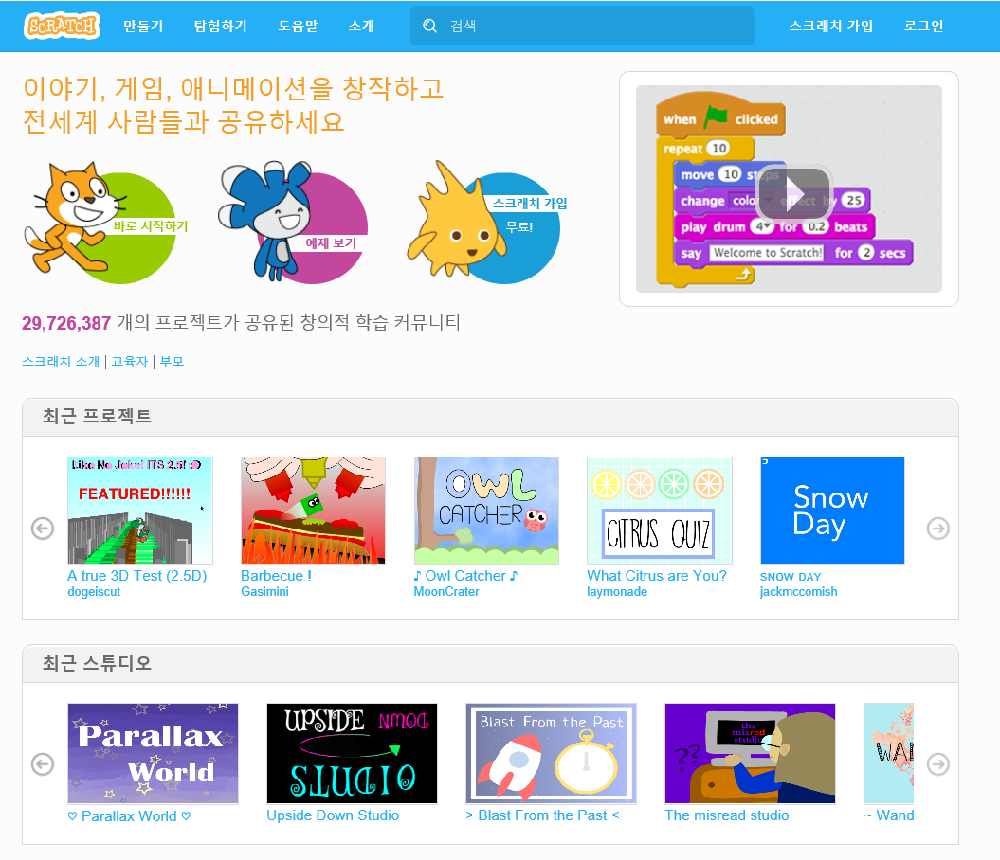 SCRATCH 만들기 탐험하기 도움말 소개 검색 스크래치 가입 로그인
이야기, 게임, 애니메이션을 창작하고
전세계 사람들과 공유하세요
바로 시작하기
예제 보기
스크래치 가입
무료!
when clicked
repeat 10
move 10 steps
change color effect by 25
play drum 4 for 0.2 beats
say Welcome to Scratch! for 2 secs
29,726,387 개의 프로젝트가 공유된 창의적 학습 커뮤니티
스크래치 소개 | 교육자 | 부모
최근 프로젝트
Like No Joke! ITS 2.5! :O
FEATURED!!!!!!
OWL
CATCHER
CITRUS QUIZ
Snow
Day
A true 3D Test (2.5D)
dogeiscut
Barbecue !
Gasimini
♪ Owl Catcher ♪
MoonCrater
What Citrus are You?
laymonade
SNOW DAY
jackmccomish
최근 스튜디오
Parallax
World
UPSIDE DOWN
STUDIO
Blast From the Past
the
misred
studio
??
♡ Parallax World ♡
Upside Down Studio
> Blast From the Past <
The misread studio
~ Wand